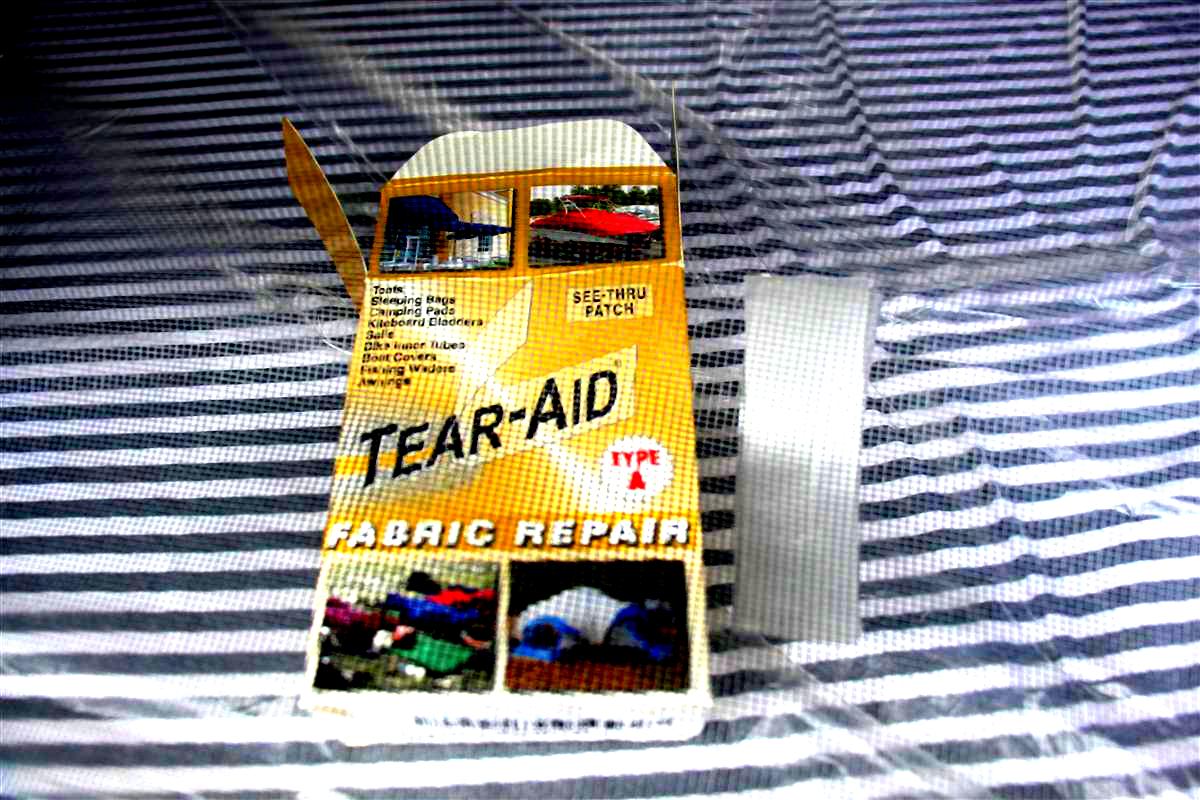 Tents
Sleeping Bags
Camping Pads
Kiteboard Bladders
Sails
Bike Inner Tubes
Boat Covers
Fishing Waders
Awnings
SEE-THRU
PATCH
TEAR-AID®
TYPE
A
FABRIC REPAIR